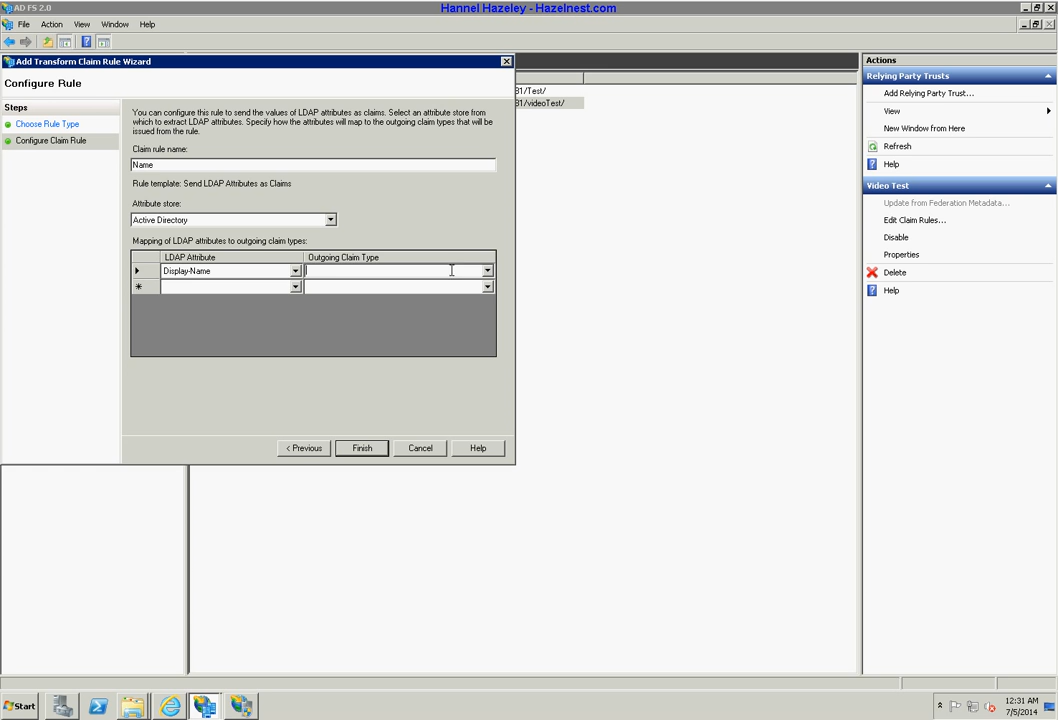 AD FS 2.0
Hannel Hazeley - Hazelnest.com
File Action View Window Help
Add Transform Claim Rule Wizard
Configure Rule
Steps
Choose Rule Type
Configure Claim Rule
You can configure this rule to send the values of LDAP attributes as claims. Select an attribute store from
which to extract LDAP attributes. Specify how the attributes will map to the outgoing claim types that will be
issued from the rule.
Claim rule name:
Name
Rule template: Send LDAP Attributes as Claims
Attribute store:
Active Directory
Mapping of LDAP attributes to outgoing claim types:
LDAP Attribute Outgoing Claim Type
Display-Name
< Previous Finish Cancel Help
81/Test/
81/videoTest/
Actions
Relying Party Trusts
Add Relying Party Trust...
View
New Window from Here
Refresh
Help
Video Test
Update from Federation Metadata...
Edit Claim Rules...
Disable
Properties
Delete
Help
Start
12:31 AM
7/5/2014